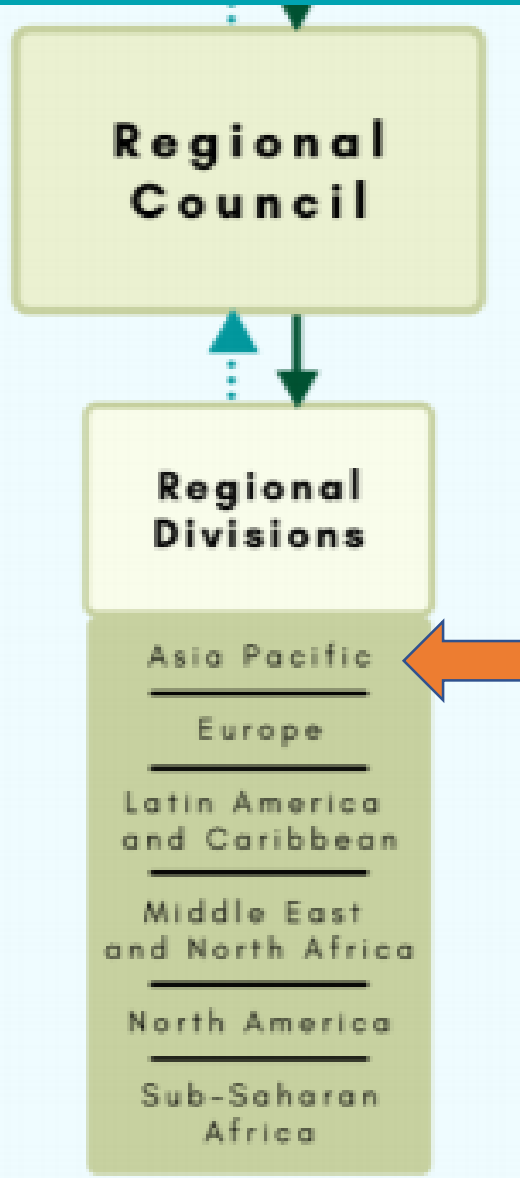 Regional
Council
Regional
Divisions
Asia Pacific
Europe
Latin America
and Caribbean
Middle East
and North Africa
North America
Sub-Saharan
Africa